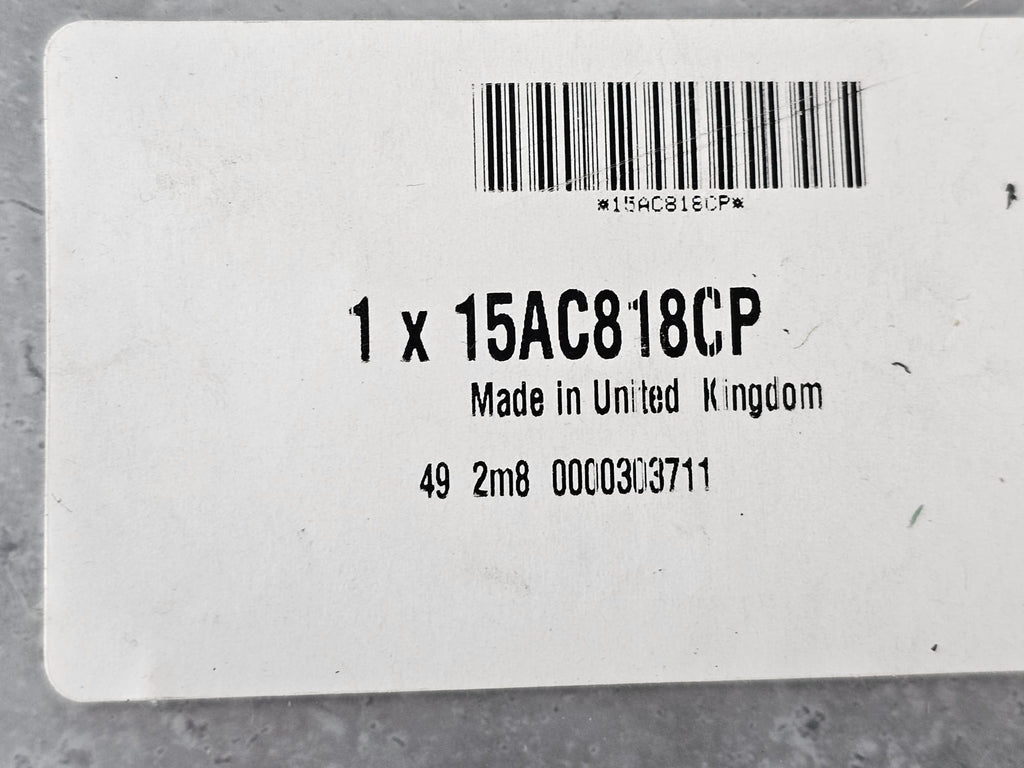 *15AC818CP*
1 x 15AC818CP
Made in United Kingdom
49 2m8 0000303711